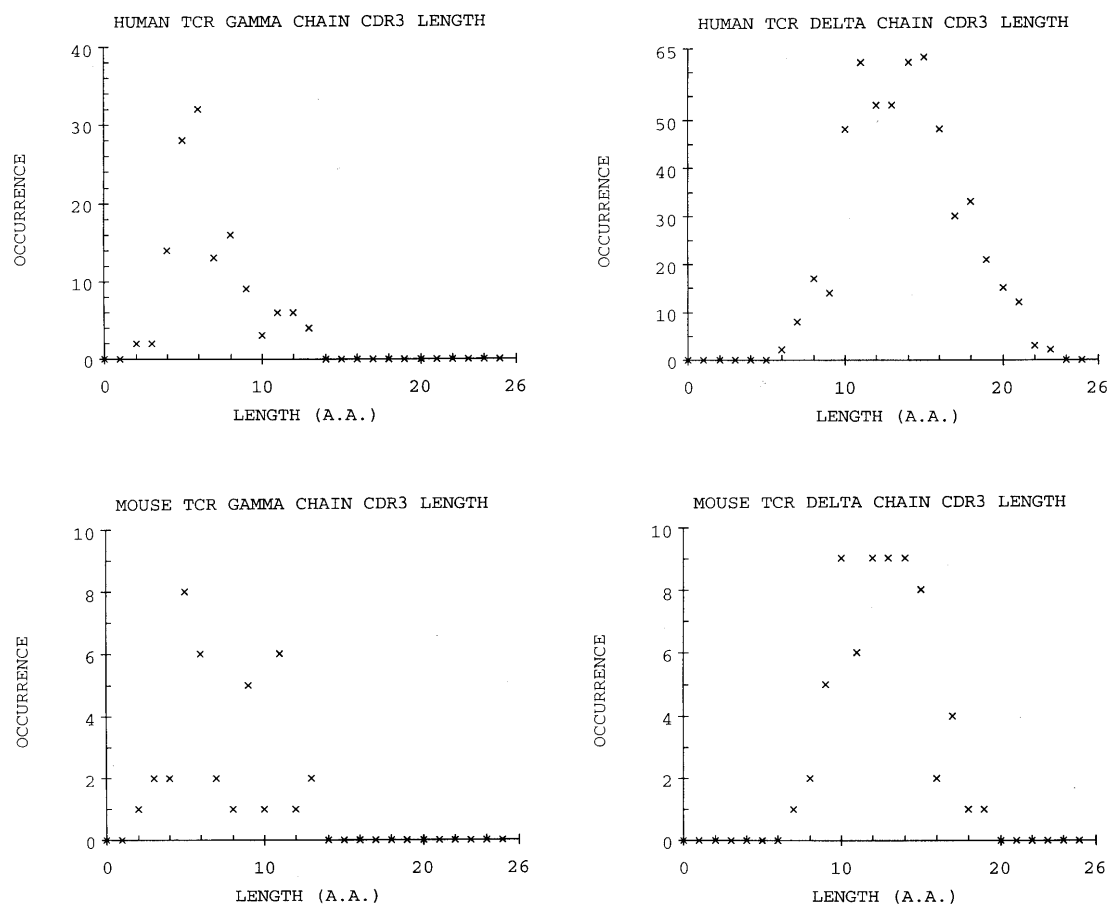 HUMAN TCR GAMMA CHAIN CDR3 LENGTH
40
30
20
10
0
OCCURRENCE
0 10 20 26
LENGTH (A.A.)
HUMAN TCR DELTA CHAIN CDR3 LENGTH
65
50
40
30
20
10
0
OCCURRENCE
0 10 20 26
LENGTH (A.A.)
MOUSE TCR GAMMA CHAIN CDR3 LENGTH
10
8
6
4
2
0
OCCURRENCE
0 10 20 26
LENGTH (A.A.)
MOUSE TCR DELTA CHAIN CDR3 LENGTH
10
8
6
4
2
0
OCCURRENCE
0 10 20 26
LENGTH (A.A.)